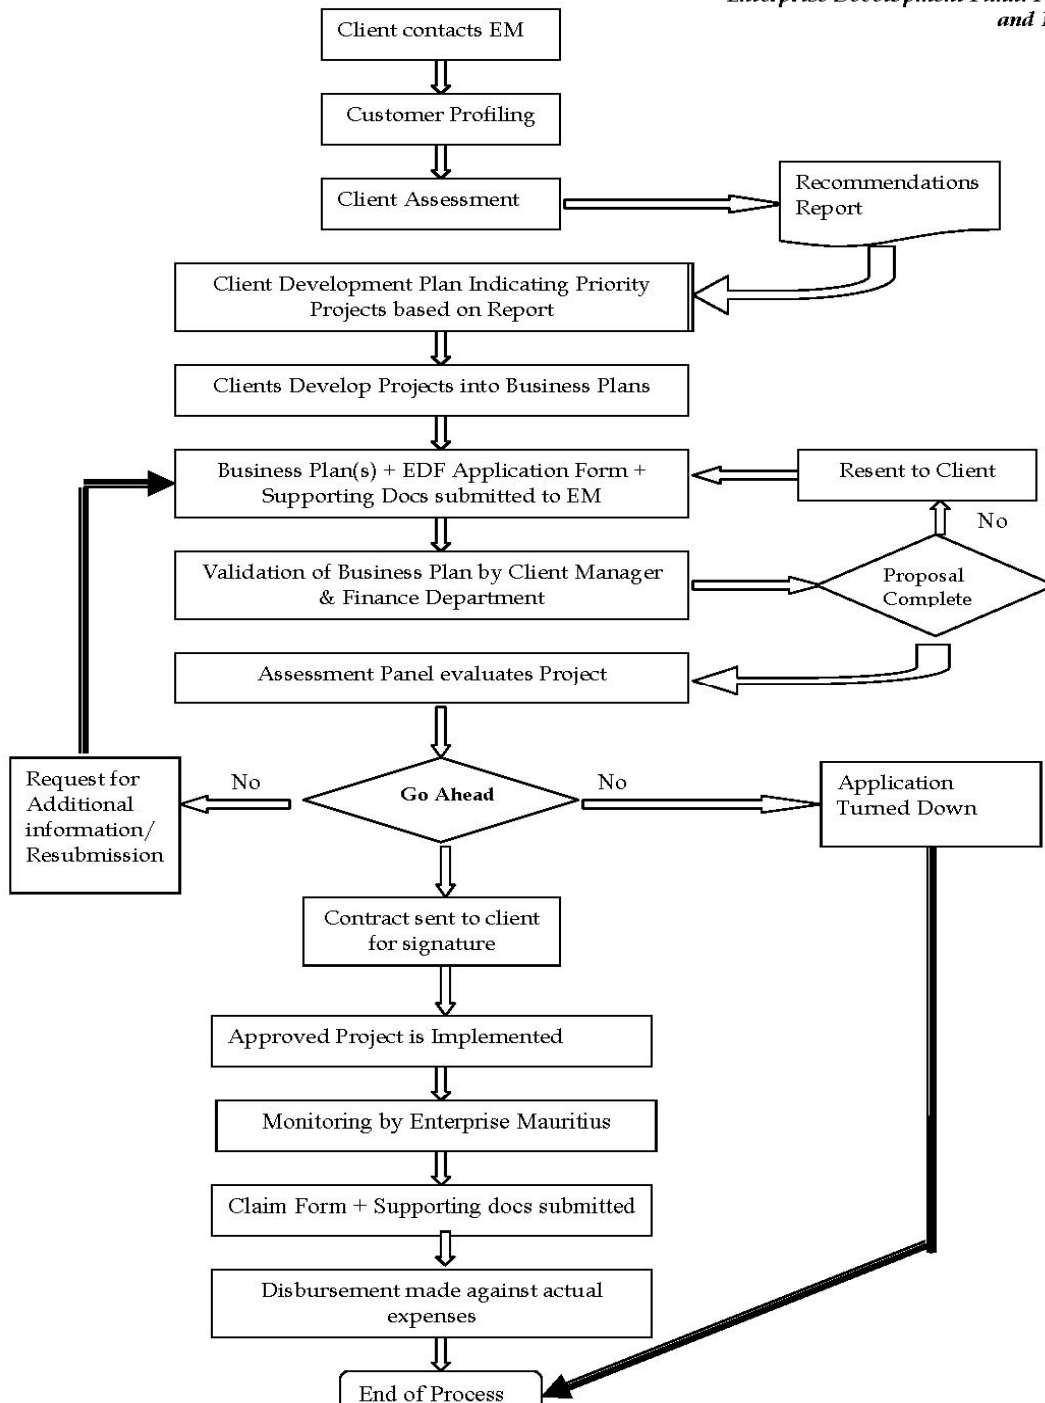 Enterprise Development Fund:
and
Client contacts EM
Customer Profiling
Client Assessment
Recommendations
Report
Client Development Plan Indicating Priority
Projects based on Report
Clients Develop Projects into Business Plans
Business Plan(s) + EDF Application Form +
Supporting Docs submitted to EM
Resent to Client
No
Validation of Business Plan by Client Manager
& Finance Department
Proposal
Complete
Assessment Panel evaluates Project
Request for
Additional
information/
Resubmission
No
Go Ahead
No
Application
Turned Down
Contract sent to client
for signature
Approved Project is Implemented
Monitoring by Enterprise Mauritius
Claim Form + Supporting docs submitted
Disbursement made against actual
expenses
End of Process